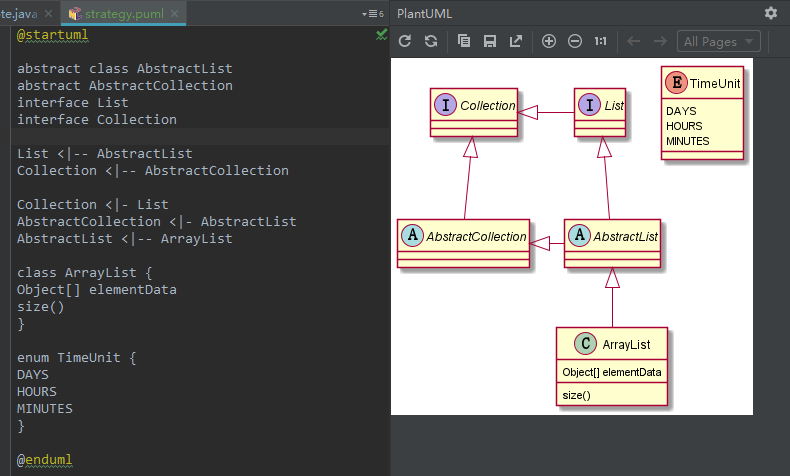 te.java
strategy.puml
6
@startuml
abstract class AbstractList
abstract AbstractCollection
interface List
interface Collection
List <|-- AbstractList
Collection <|-- AbstractCollection
Collection <|- List
AbstractCollection <|- AbstractList
AbstractList <|-- ArrayList
class ArrayList {
Object[] elementData
size()
}
enum TimeUnit {
DAYS
HOURS
MINUTES
}
@enduml
PlantUML
1:1
All Pages
I Collection
I List
E TimeUnit
DAYS
HOURS
MINUTES
A AbstractCollection
A AbstractList
C ArrayList
Object[] elementData
size()